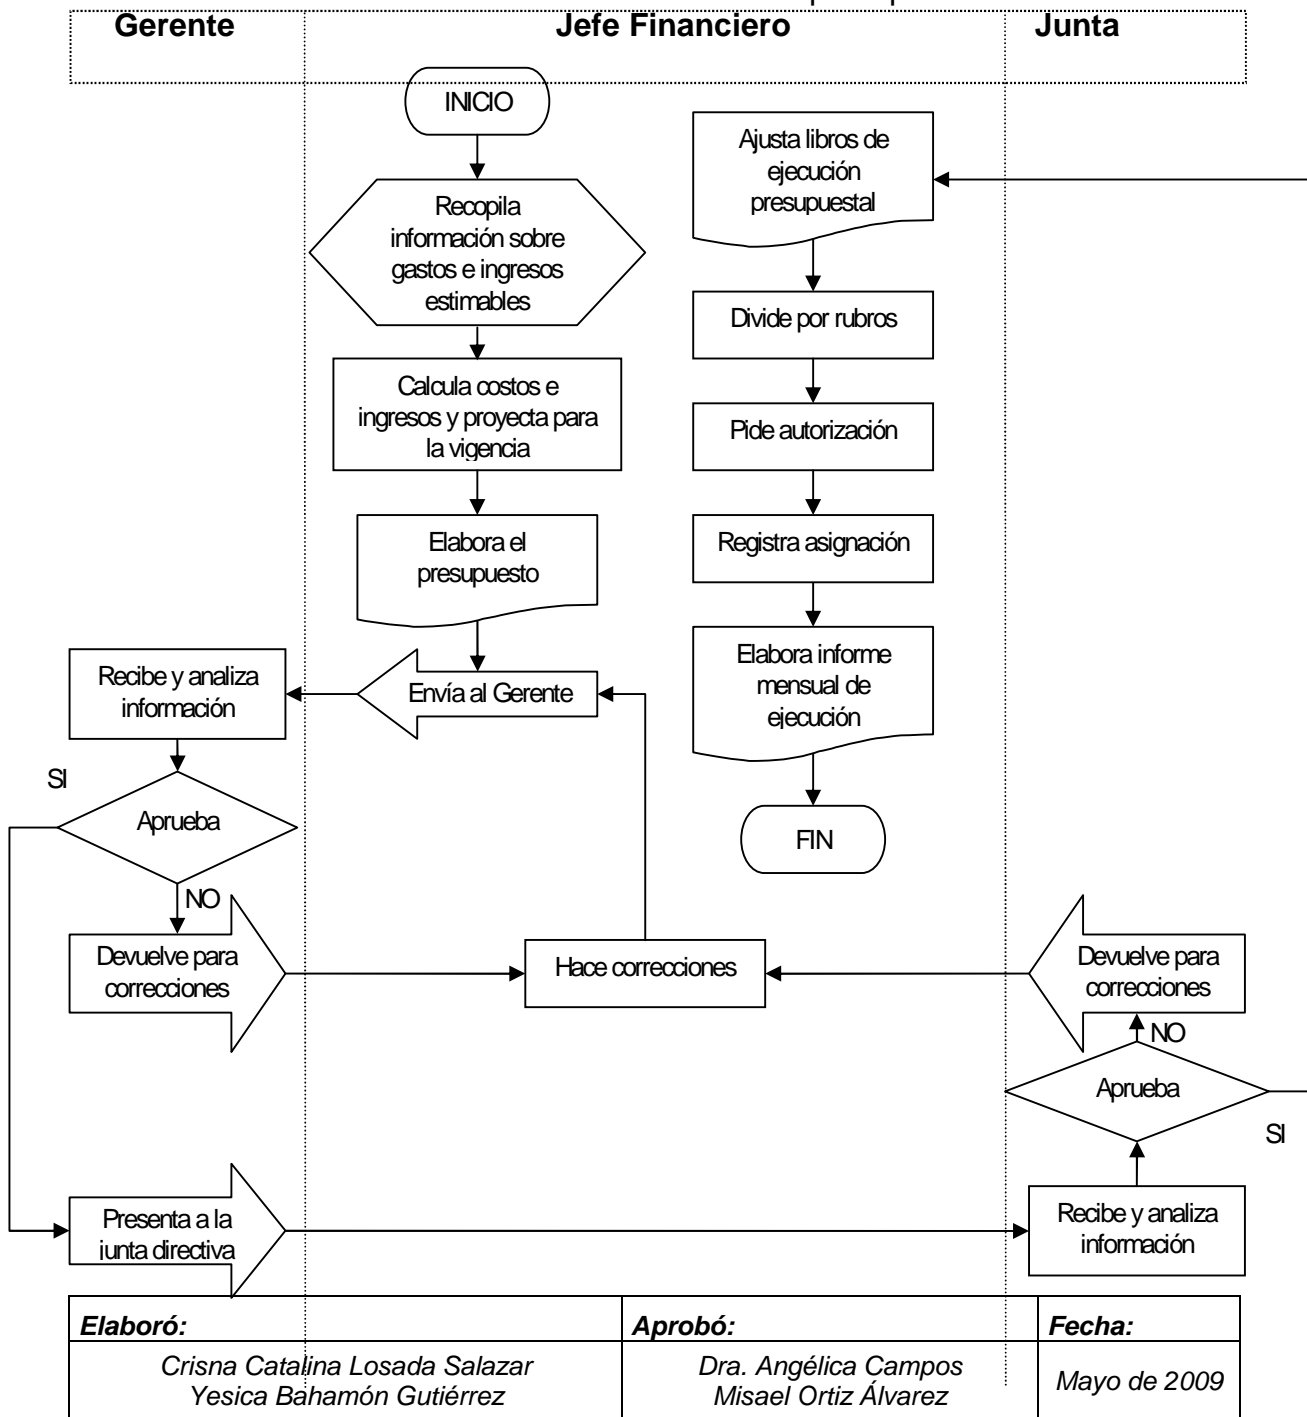 Gerente
Jefe Financiero
Junta
INICIO
Recopila
información sobre
gastos e ingresos
estimables
Calcula costos e
ingresos y proyecta para
la vigencia
Elabora el
presupuesto
Envía al Gerente
Recibe y analiza
información
SI
Aprueba
NO
Devuelve para
correcciones
Hace correcciones
Presenta a la
junta directiva
Ajusta libros de
ejecución
presupuestal
Divide por rubros
Pide autorización
Registra asignación
Elabora informe
mensual de
ejecución
FIN
Devuelve para
correcciones
NO
Aprueba
SI
Recibe y analiza
información
Elaboró:
Aprobó:
Fecha:
Crisna Catalina Losada Salazar
Yesica Bahamón Gutiérrez
Dra. Angélica Campos
Misael Ortiz Álvarez
Mayo de 2009